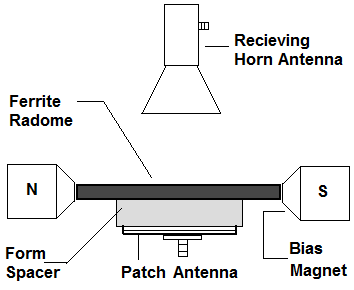 Recieving
Horn Antenna
Ferrite
Radome
N
S
Form
Spacer
Patch Antenna
Bias
Magnet